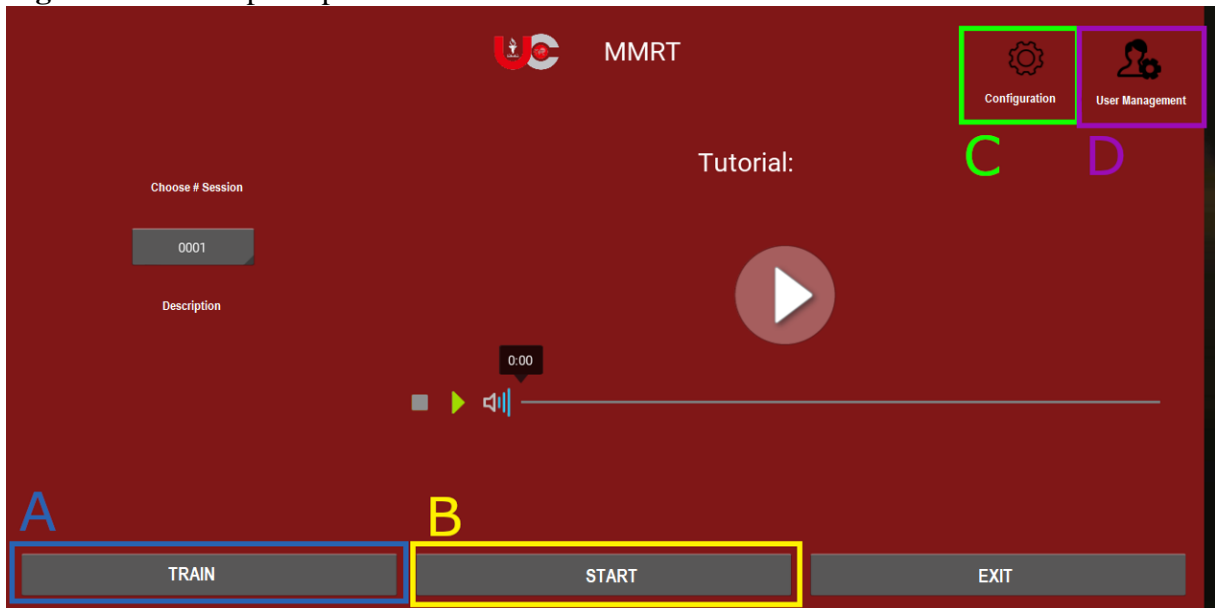 MMRT
Configuration
User Management
C
D
Tutorial:
Choose # Session
0001
Description
0:00
A
B
TRAIN
START
EXIT